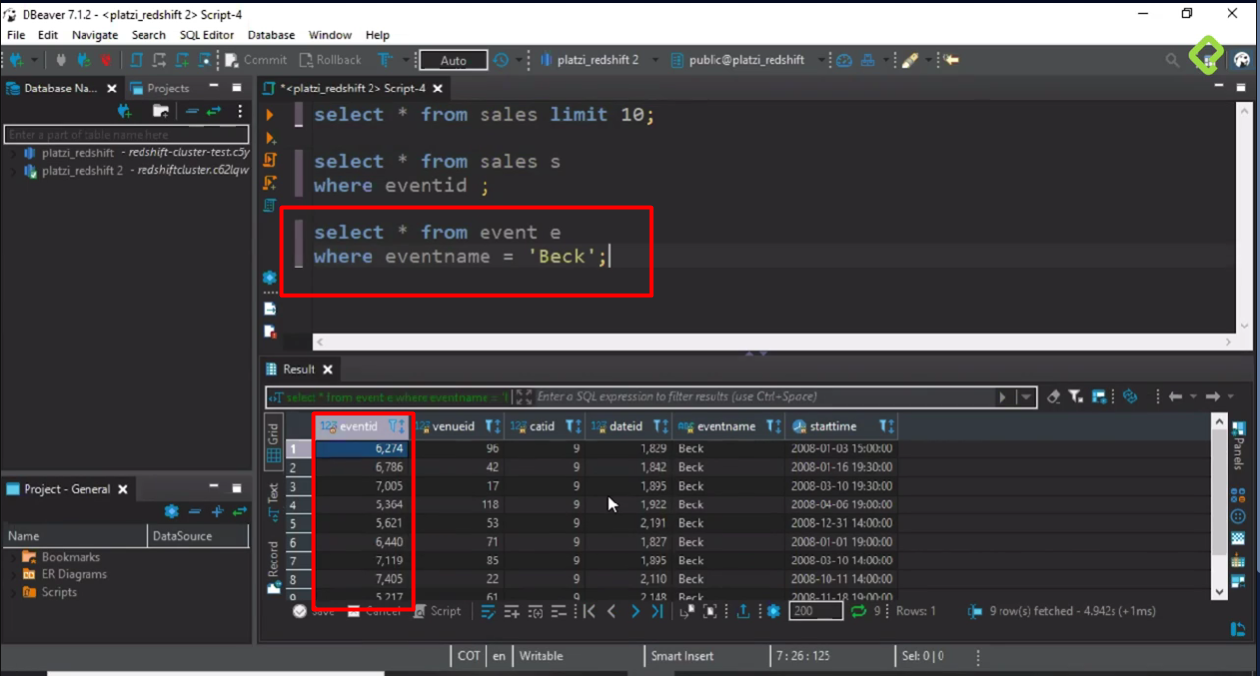 DBeaver 7.1.2 - <platzi_redshift 2> Script-4
File Edit Navigate Search SQL Editor Database Window Help
Commit Rollback Auto platzi_redshift 2 public@platzi_redshift
Database Na... Projects
*<platzi_redshift 2> Script-4
Enter a part of table name here
platzi_redshift - redshift-cluster-test.c5y
platzi_redshift 2 - redshiftcluster.c62lqw
select * from sales limit 10;
select * from sales s
where eventid ;
select * from event e
where eventname = 'Beck';
Result
select * from event e where eventname = '( Enter a SQL expression to filter results (use Ctrl+Space)
Grid
Text
Record
Panels
eventid venueid catid dateid eventname starttime
1 6,274 96 9 1,829 Beck 2008-01-03 15:00:00
2 6,786 42 9 1,842 Beck 2008-01-16 19:30:00
3 7,005 17 9 1,895 Beck 2008-03-10 19:30:00
4 5,364 118 9 1,922 Beck 2008-04-06 19:00:00
5 5,621 53 9 2,191 Beck 2008-12-31 14:00:00
6 6,440 71 9 1,827 Beck 2008-01-01 19:00:00
7 7,119 85 9 1,895 Beck 2008-03-10 14:00:00
8 7,405 22 9 2,110 Beck 2008-10-11 14:00:00
9 5,217 61 9 2,148 Beck 2008-11-18 19:00:00
Save Cancel Script 200 9 Rows: 1 9 row(s) fetched - 4.942s (+1ms)
Project - General
Name DataSource
Bookmarks
ER Diagrams
Scripts
COT en Writable Smart Insert 7 : 26 : 125 Sel: 0 | 0